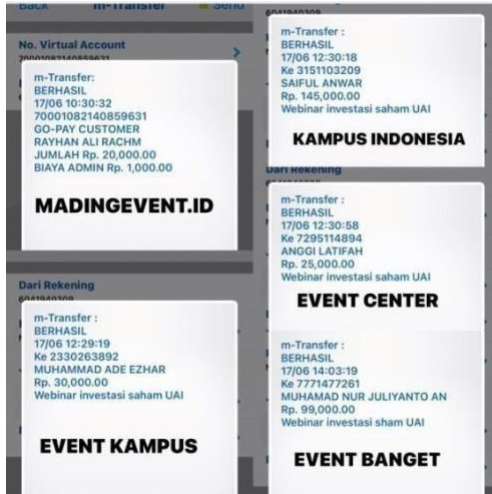 Back m-Transfer Send
No. Virtual Account
70001082140859631
m-Transfer:
BERHASIL
17/06 10:30:32
70001082140859631
GO-PAY CUSTOMER
RAYHAN ALI RACHM
JUMLAH Rp. 20,000.00
BIAYA ADMIN Rp. 1,000.00
MADINGEVENT.ID
Dari Rekening
6041940309
m-Transfer :
BERHASIL
17/06 12:29:19
Ke 2330263892
MUHAMMAD ADE EZHAR
Rp. 30,000.00
Webinar investasi saham UAI
EVENT KAMPUS
6041940309
m-Transfer :
BERHASIL
17/06 12:30:18
Ke 3151103209
SAIFUL ANWAR
Rp. 145,000.00
Webinar investasi saham UAI
KAMPUS INDONESIA
Dari Rekening
m-Transfer :
BERHASIL
17/06 12:30:58
Ke 7295114894
ANGGI LATIFAH
Rp. 25,000.00
Webinar investasi saham UAI
EVENT CENTER
m-Transfer :
BERHASIL
17/06 14:03:19
Ke 7771477261
MUHAMAD NUR JULIYANTO AN
Rp. 99,000.00
Webinar investasi sham UAI
EVENT BANGET